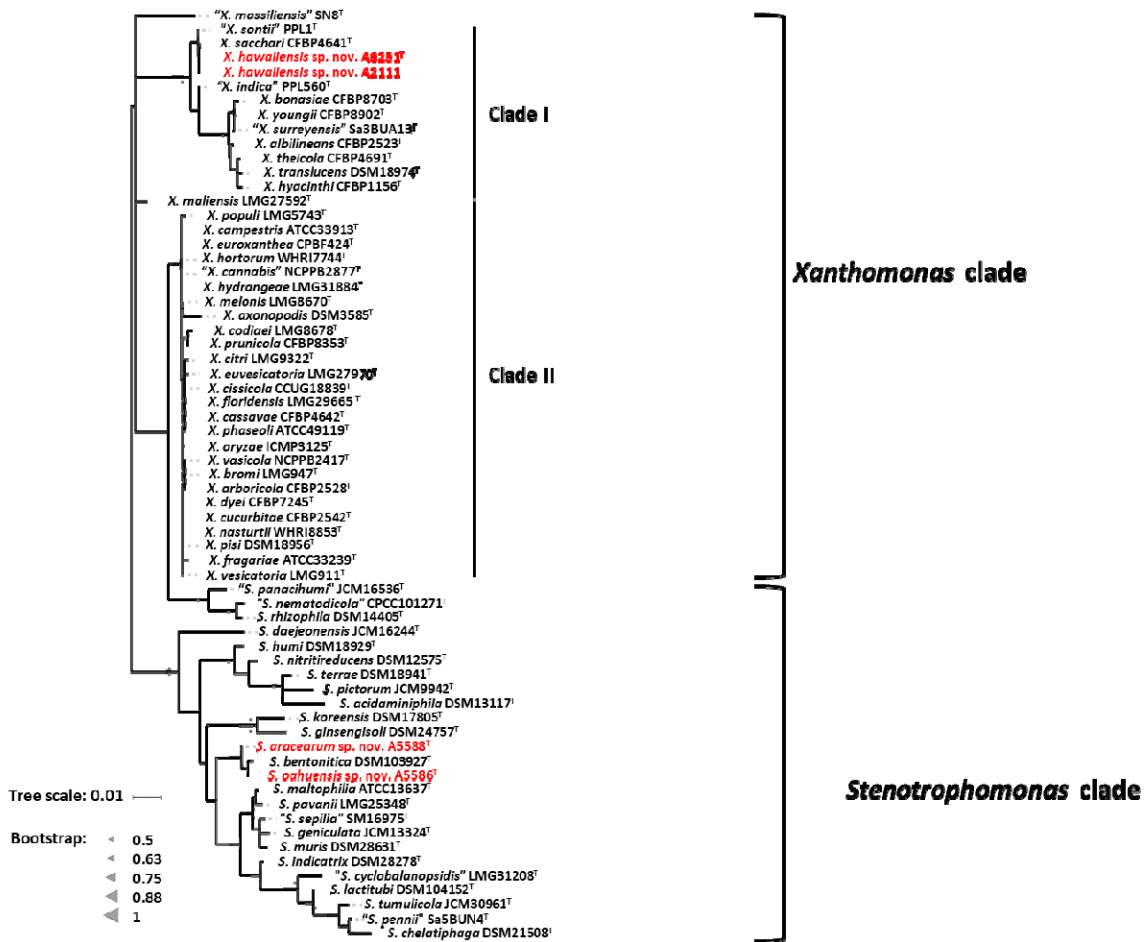 "X. massiliensis" SN8ᵀ
"X. sontii" PPL1ᵀ
X. sacchari CFBP4641ᵀ
X. hawaiiensis sp. nov. A6251ᵀ
X. hawaiiensis sp. nov. A2111
"X. indica" PPL560ᵀ
X. bonasiae CFBP8703ᵀ
X. youngii CFBP8902ᵀ
"X. surreyensis" Sa3BUA13ᵀ
X. albilineans CFBP2523ᵀ
X. theicola CFBP4691ᵀ
X. translucens DSM18974ᵀ
X. hyacinthi CFBP1156ᵀ
Clade I
X. maliensis LMG27592ᵀ
X. populi LMG5743ᵀ
X. campestris ATCC33913ᵀ
X. euroxanthea CPBF424ᵀ
X. hortorum WHRI7744ᵀ
"X. cannabis" NCPPB2877ᵀ
X. hydrangeae LMG31884ᵀ
X. melonis LMG8670ᵀ
X. axonopodis DSM3585ᵀ
X. codiaei LMG8678ᵀ
X. prunicola CFBP8353ᵀ
X. citri LMG9322ᵀ
X. euvesicatoria LMG27970ᵀ
X. cissicola CCUG18839ᵀ
X. floridensis LMG29665ᵀ
X. cassavae CFBP4642ᵀ
X. phaseoli ATCC49119ᵀ
X. oryzae ICMP3125ᵀ
X. vasicola NCPPB2417ᵀ
X. bromi LMG947ᵀ
X. arboricola CFBP2528ᵀ
X. dyei CFBP7245ᵀ
X. cucurbitae CFBP2542ᵀ
X. nasturtii WHRI8853ᵀ
X. pisi DSM18956ᵀ
X. fragariae ATCC33239ᵀ
X. vesicatoria LMG911ᵀ
Clade II
Xanthomonas clade
"S. panacihumi" JCM16536ᵀ
"S. nematodicola" CPCC101271ᵀ
S. rhizophila DSM14405ᵀ
S. daejeonensis JCM16244ᵀ
S. humi DSM18929ᵀ
S. nitritireducens DSM12575ᵀ
S. terrae DSM18941ᵀ
S. pictorum JCM9942ᵀ
S. acidaminiphila DSM13117ᵀ
S. koreensis DSM17805ᵀ
S. ginsengisoli DSM24757ᵀ
S. aracearum sp. nov. A5588ᵀ
S. bentonitica DSM103927ᵀ
S. oahuensis sp. nov. A5586ᵀ
S. maltophilia ATCC13637ᵀ
S. pavanii LMG25348ᵀ
"S. sepilia" SM16975ᵀ
S. geniculata JCM13324ᵀ
S. muris DSM28631ᵀ
S. indicatrix DSM28278ᵀ
"S. cyclobalanopsidis" LMG31208ᵀ
S. lactitubi DSM104152ᵀ
S. tumulicola JCM30961ᵀ
"S. pennii" Sa5BUN4ᵀ
S. chelatiphaga DSM21508ᵀ
Stenotrophomonas clade
Tree scale: 0.01
Bootstrap:
0.5
0.63
0.75
0.88
1